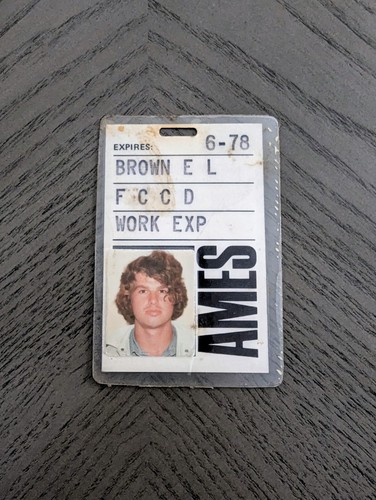 EXPIRES: 6-78
BROWN E L
F C C D
WORK EXP
AMES